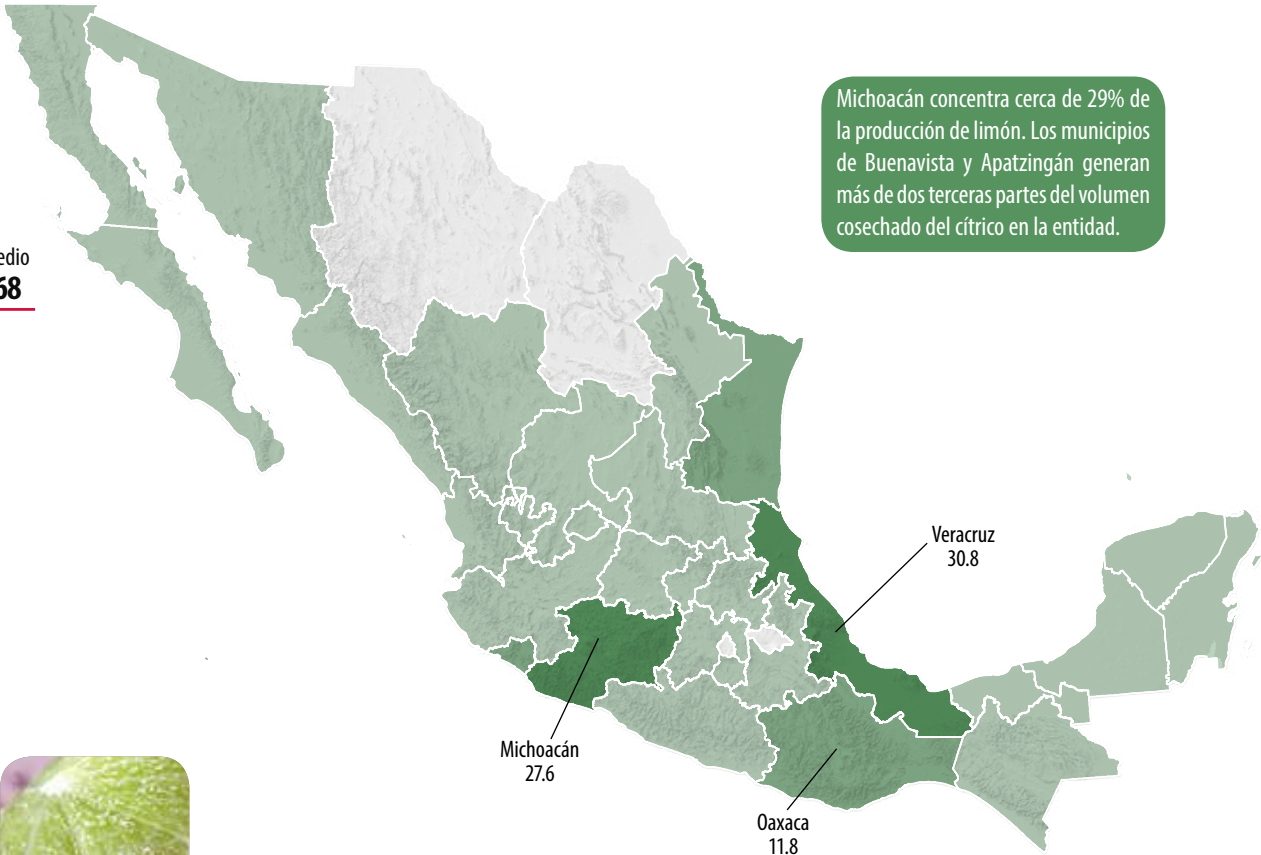 Michoacán concentra cerca de 29% de
la producción de limón. Los municipios
de Buenavista y Apatzingán generan
más de dos terceras partes del volumen
cosechado del cítrico en la entidad.
Veracruz
30.8
Michoacán
27.6
Oaxaca
11.8